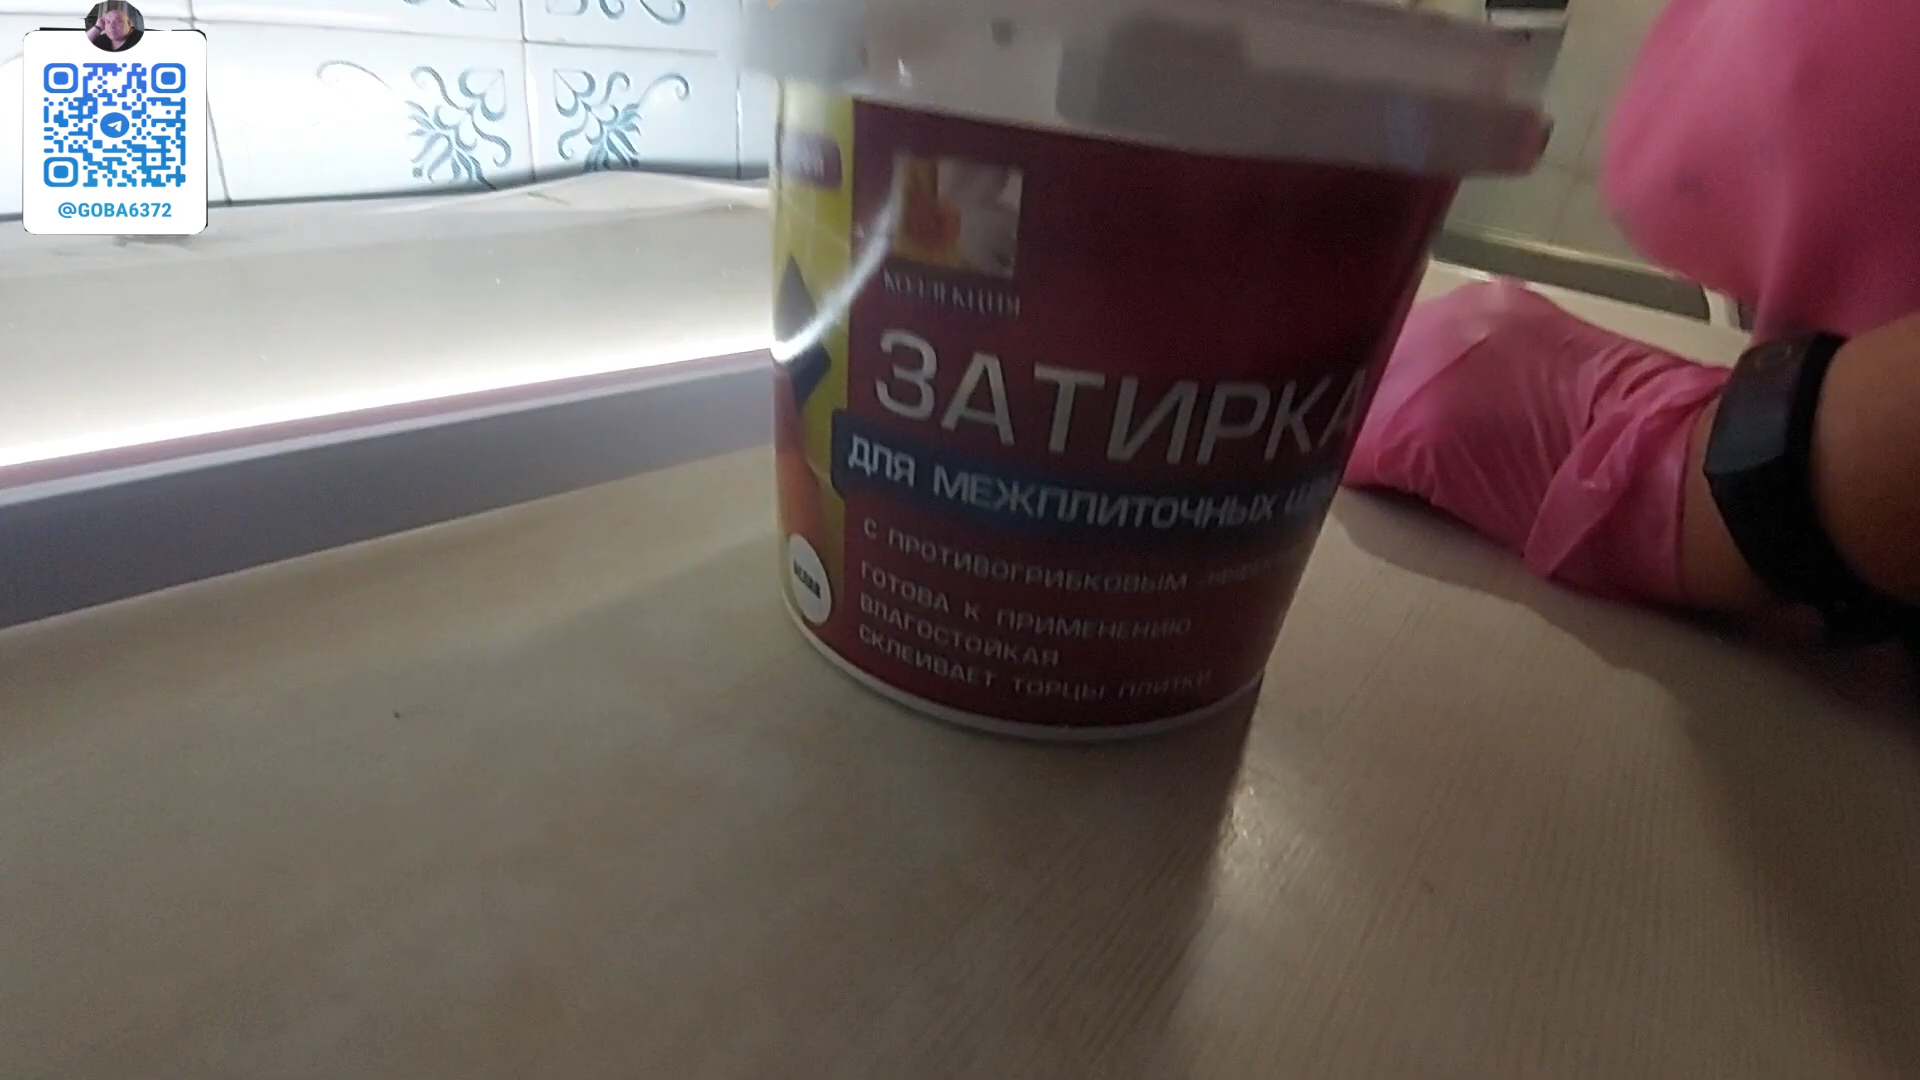 @GOBA6372
КОЛЛЕКЦИЯ
ЗАТИРКА
ДЛЯ МЕЖПЛИТОЧНЫХ
С ПРОТИВОГРИБКОВЫМ
ГОТОВА К ПРИМЕНЕНИЮ
ВЛАГОСТОЙКАЯ
СКЛЕИВАЕТ ТОРЦЫ ПЛИТКИ